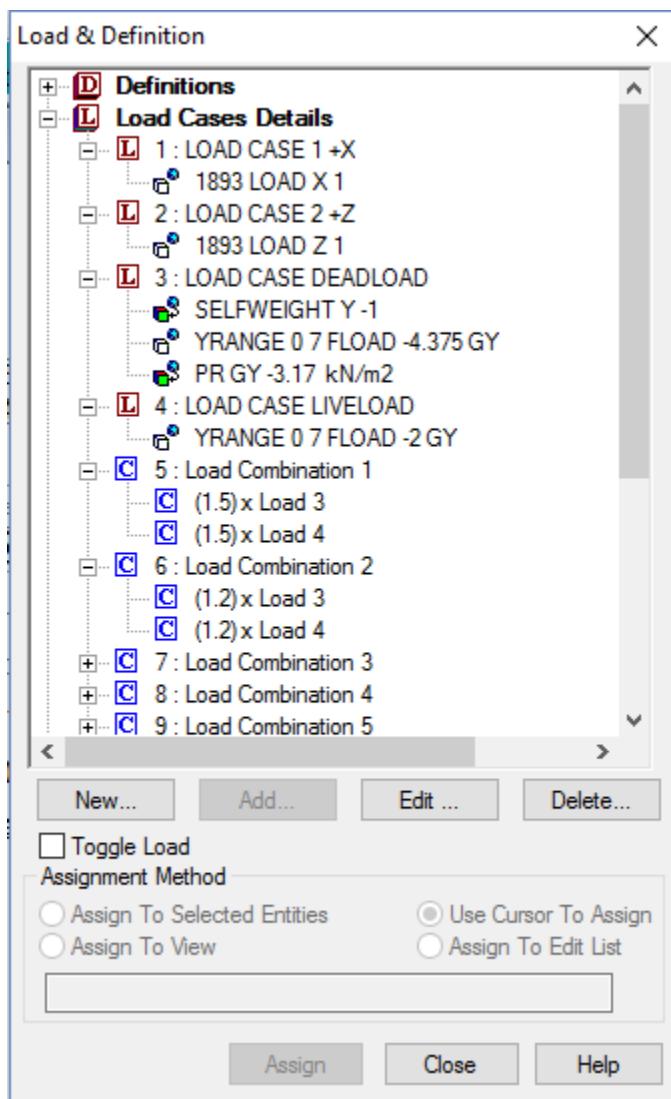 Load & Definition
Definitions
Load Cases Details
1 : LOAD CASE 1 +X
1893 LOAD X 1
2 : LOAD CASE 2 +Z
1893 LOAD Z 1
3 : LOAD CASE DEADLOAD
SELFWEIGHT Y -1
YRANGE 0 7 FLOAD -4.375 GY
PR GY -3.17 kN/m2
4 : LOAD CASE LIVELOAD
YRANGE 0 7 FLOAD -2 GY
5 : Load Combination 1
(1.5) x Load 3
(1.5) x Load 4
6 : Load Combination 2
(1.2) x Load 3
(1.2) x Load 4
7 : Load Combination 3
8 : Load Combination 4
9 : Load Combination 5
New... Add... Edit ... Delete...
Toggle Load
Assignment Method
Assign To Selected Entities Use Cursor To Assign
Assign To View Assign To Edit List
Assign Close Help